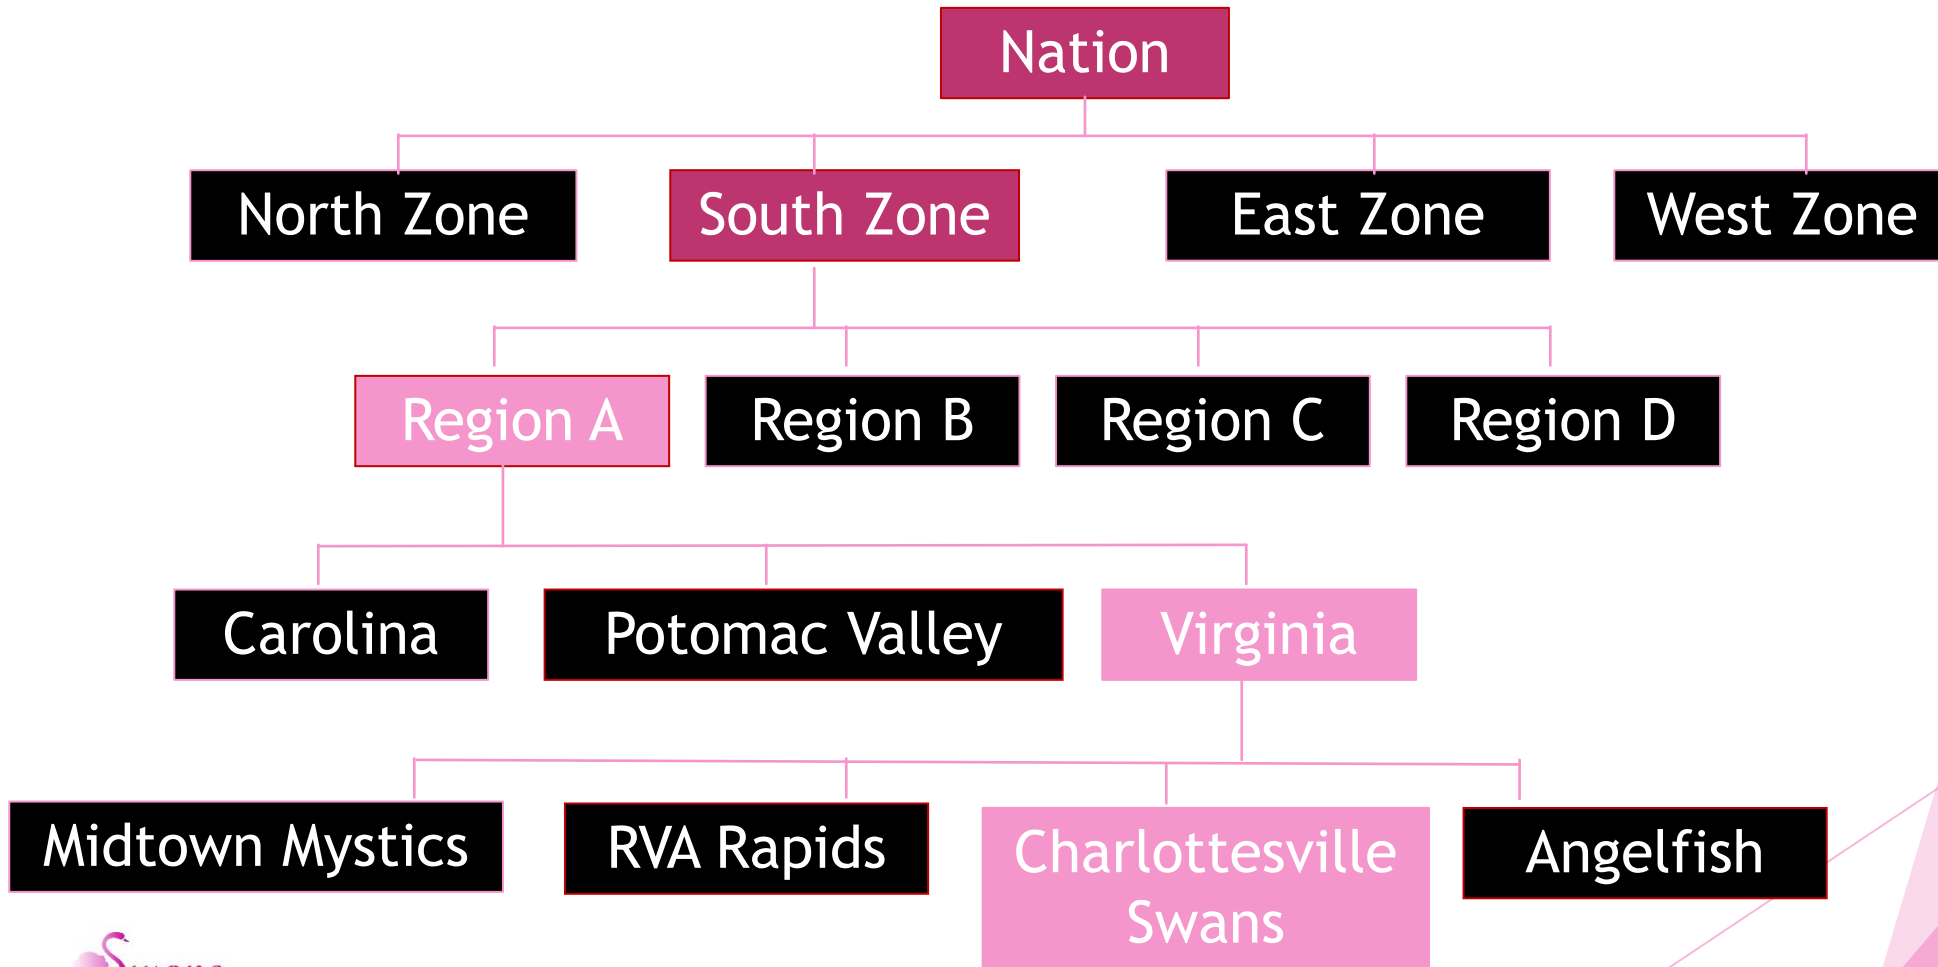 Nation
North Zone
South Zone
East Zone
West Zone
Region A
Region B
Region C
Region D
Carolina
Potomac Valley
Virginia
Midtown Mystics
RVA Rapids
Charlottesville
Swans
Angelfish